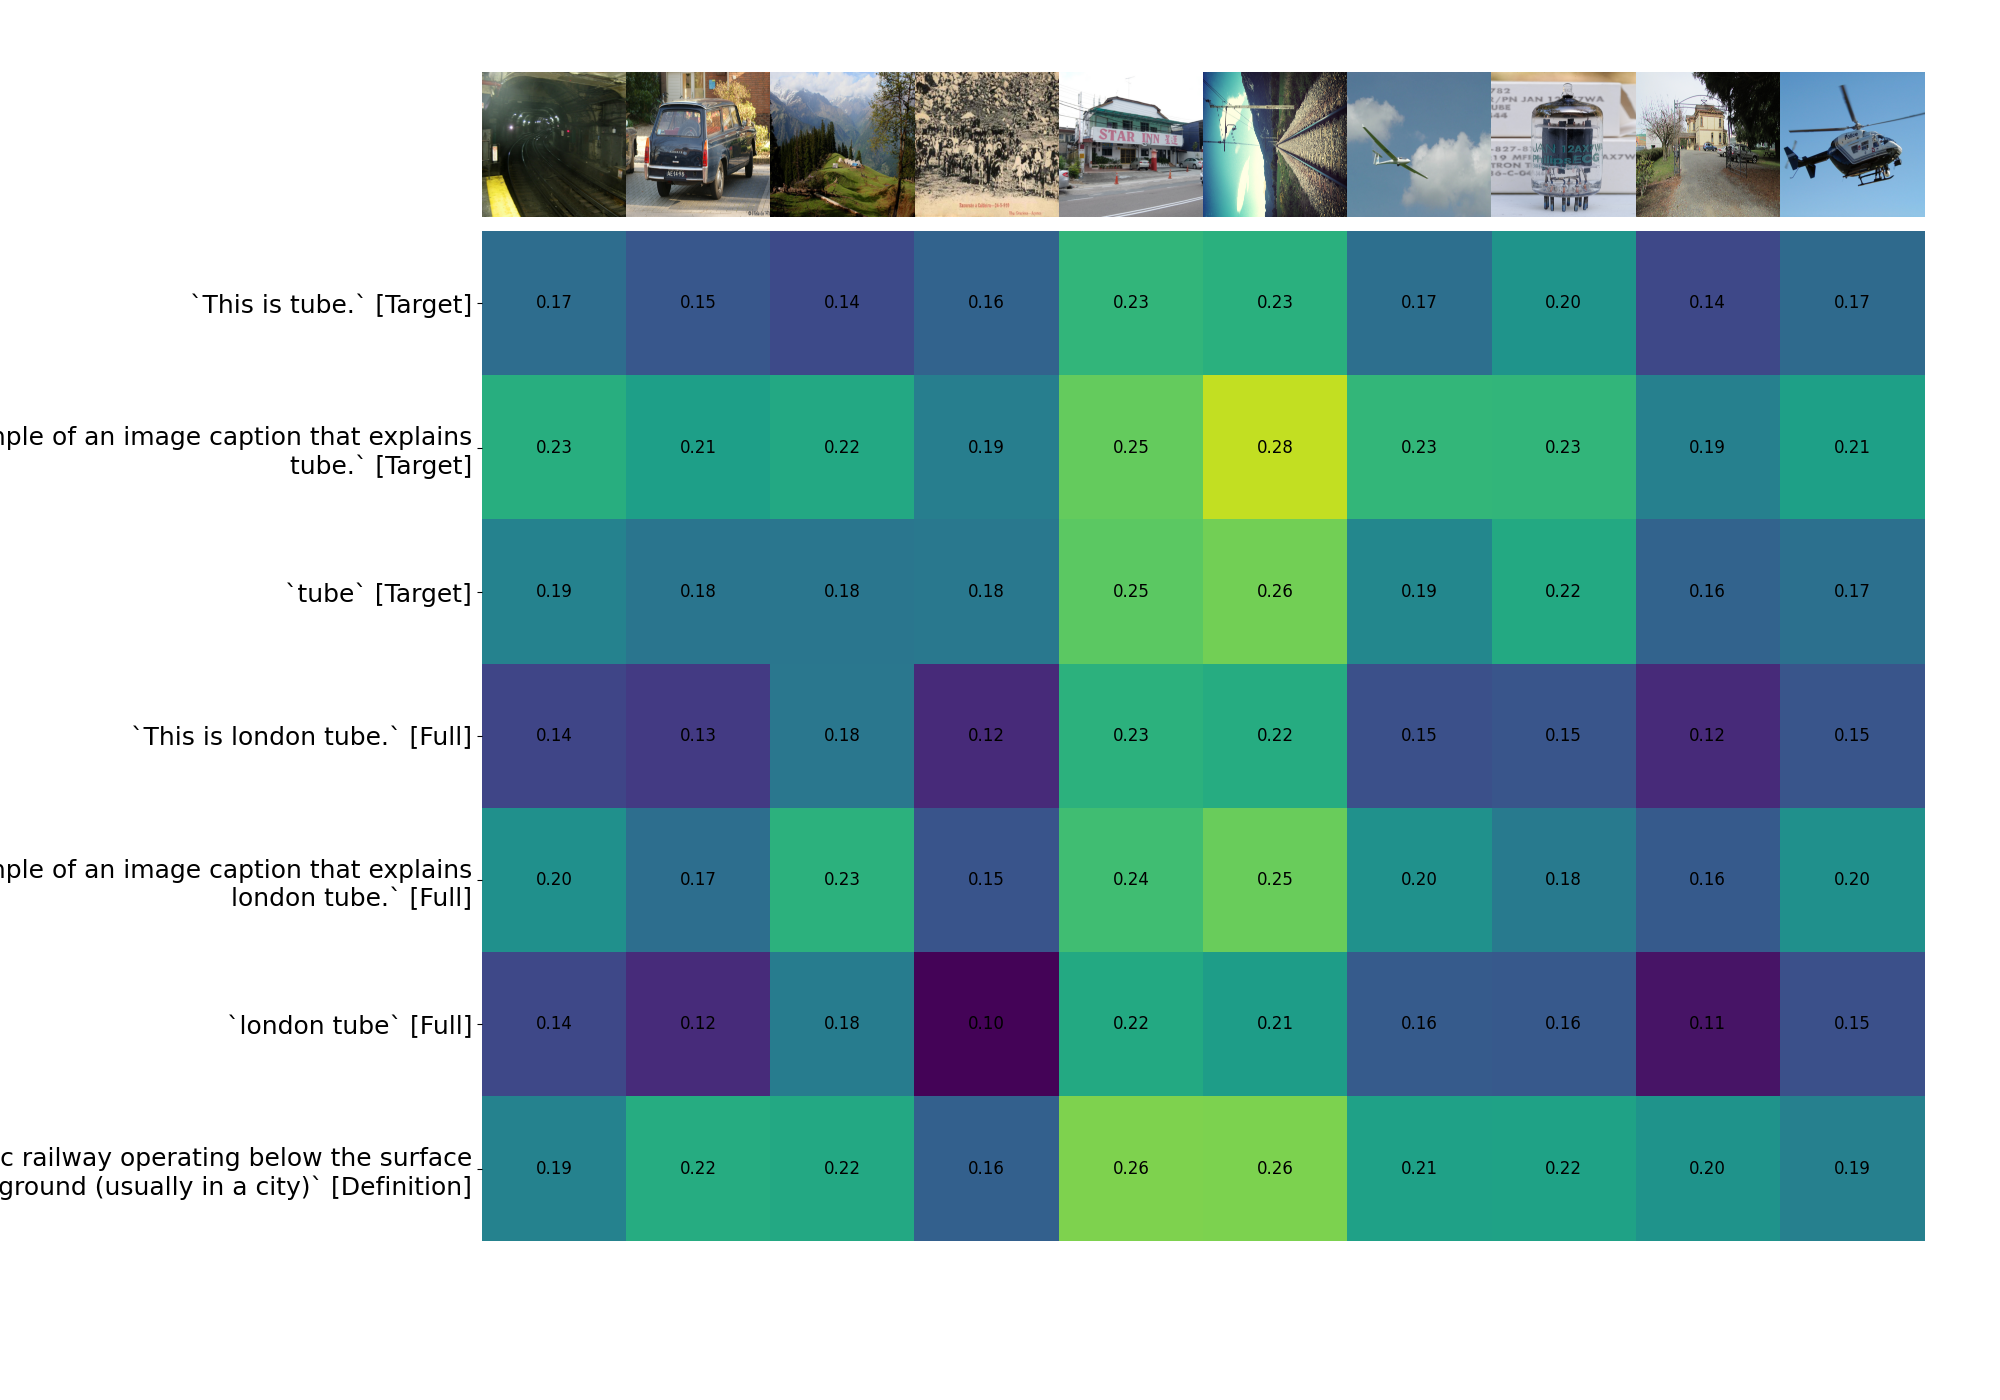 STAR INN
782
E/PN JAN 12AX7WA
`This is tube.` [Target]
0.17 0.15 0.14 0.16 0.23 0.23 0.17 0.20 0.14 0.17
of an image caption that explains
tube.` [Target]
0.23 0.21 0.22 0.19 0.25 0.28 0.23 0.23 0.19 0.21
`tube` [Target]
0.19 0.18 0.18 0.18 0.25 0.26 0.19 0.22 0.16 0.17
`This is london tube.` [Full]
0.14 0.13 0.18 0.12 0.23 0.22 0.15 0.15 0.12 0.15
of an image caption that explains
london tube.` [Full]
0.20 0.17 0.23 0.15 0.24 0.25 0.20 0.18 0.16 0.20
`london tube` [Full]
0.14 0.12 0.18 0.10 0.22 0.21 0.16 0.16 0.11 0.15
c railway operating below the surface
ground (usually in a city)` [Definition]
0.19 0.22 0.22 0.16 0.26 0.26 0.21 0.22 0.20 0.19